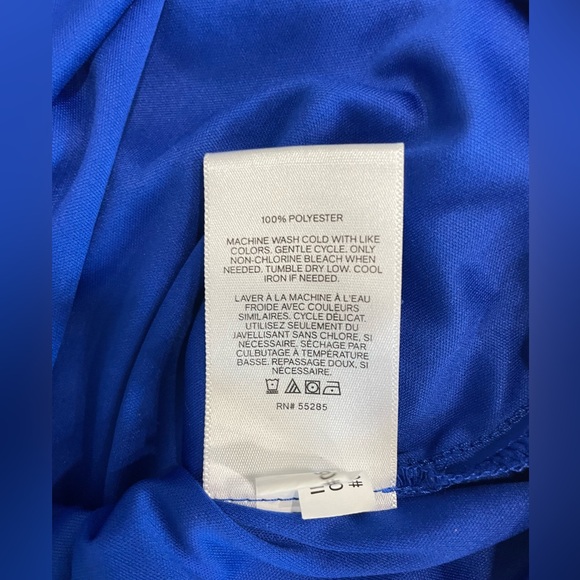 100% POLYESTER
MACHINE WASH COLD WITH LIKE
COLORS. GENTLE CYCLE. ONLY
NON-CHLORINE BLEACH WHEN
NEEDED. TUMBLE DRY LOW. COOL
IRON IF NEEDED.
LAVER À LA MACHINE À L'EAU
FROIDE AVEC COULEURS
SIMILAIRES. CYCLE DÉLICAT.
UTILISEZ SEULEMENT DU
JAVELLISANT SANS CHLORE, SI
NÉCESSAIRE. SÉCHAGE PAR
CULBUTAGE À TEMPÉRATURE
BASSE. REPASSAGE DOUX, SI
NÉCESSAIRE.
RN# 55285